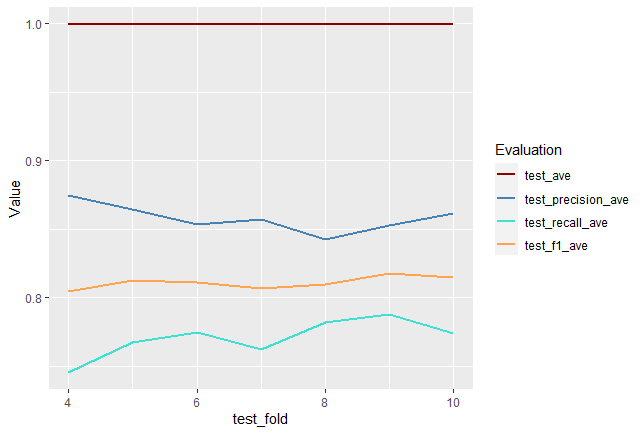 1.0
0.9
0.8
Value
4
6
8
10
test_fold
Evaluation
test_ave
test_precision_ave
test_recall_ave
test_f1_ave